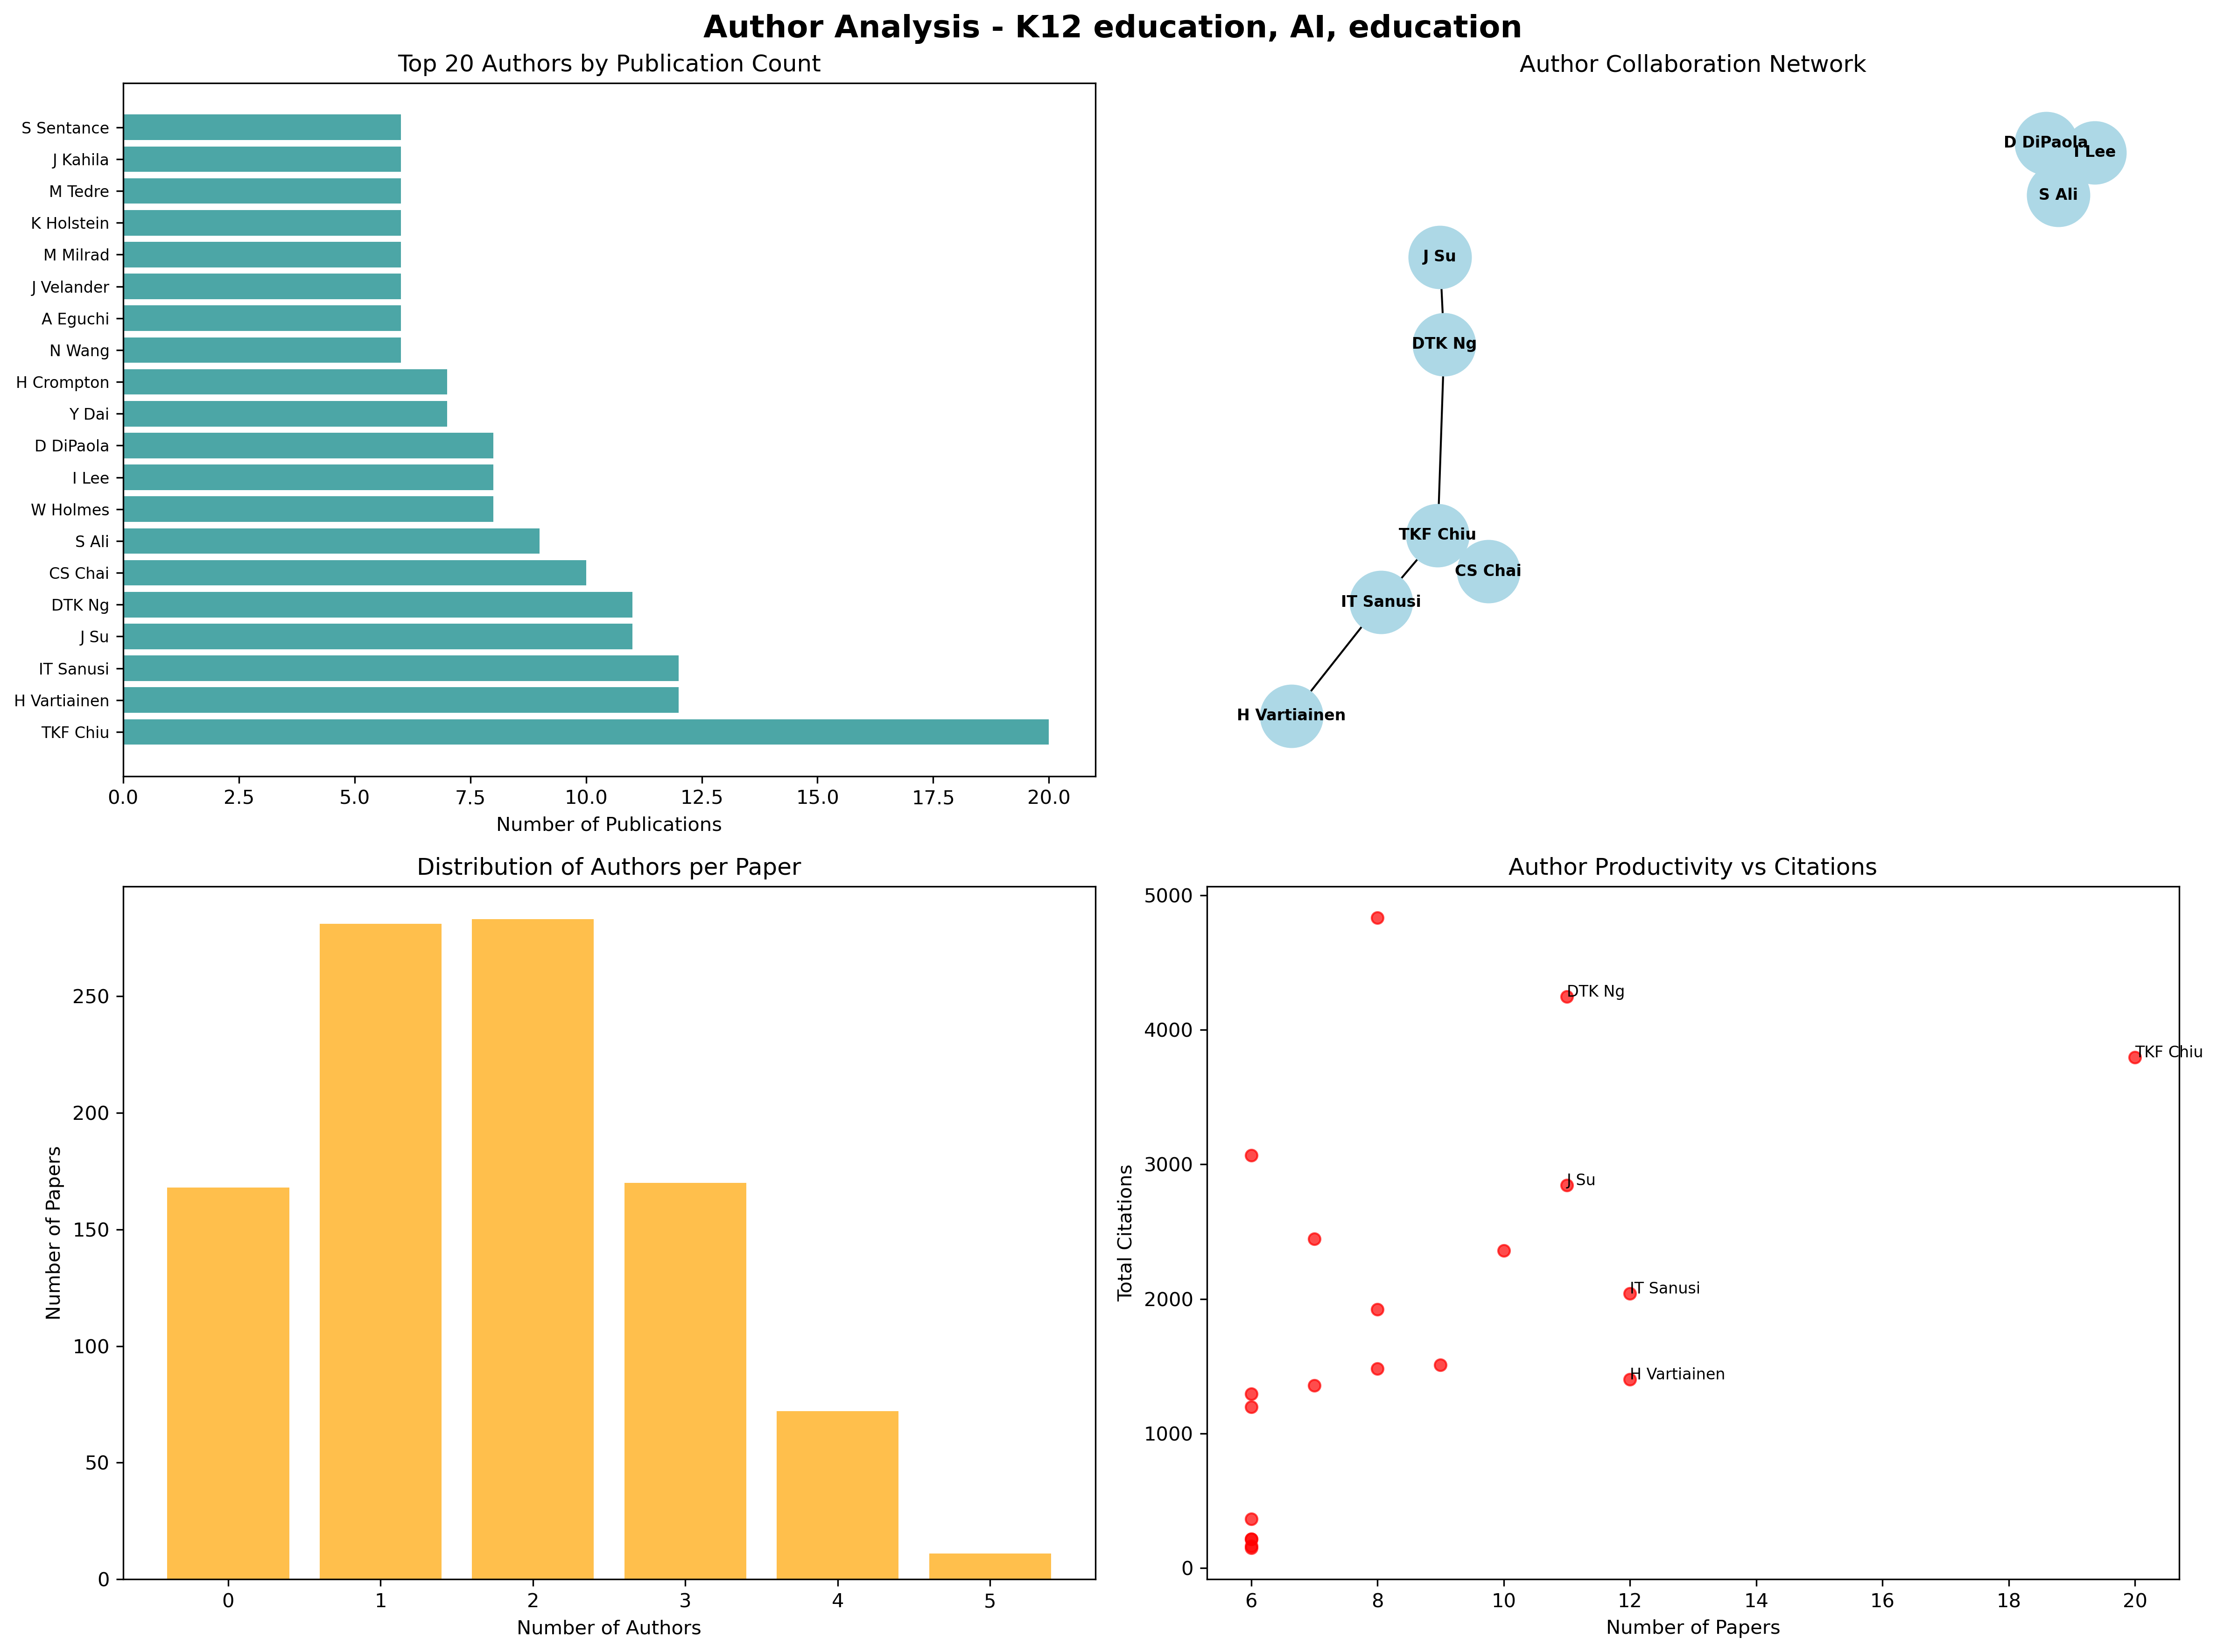 Author Analysis - K12 education, AI, education
Top 20 Authors by Publication Count
S Sentance
J Kahila
M Tedre
K Holstein
M Milrad
J Velander
A Eguchi
N Wang
H Crompton
Y Dai
D DiPaola
I Lee
W Holmes
S Ali
CS Chai
DTK Ng
J Su
IT Sanusi
H Vartiainen
TKF Chiu
0.0 2.5 5.0 7.5 10.0 12.5 15.0 17.5 20.0
Number of Publications
Author Collaboration Network
D DiPaola
I Lee
S Ali
J Su
DTK Ng
TKF Chiu
CS Chai
IT Sanusi
H Vartiainen
Distribution of Authors per Paper
Number of Papers
250
200
150
100
50
0
0 1 2 3 4 5
Number of Authors
Author Productivity vs Citations
Total Citations
5000
4000
3000
2000
1000
0
DTK Ng
TKF Chiu
J Su
IT Sanusi
H Vartiainen
6 8 10 12 14 16 18 20
Number of Papers